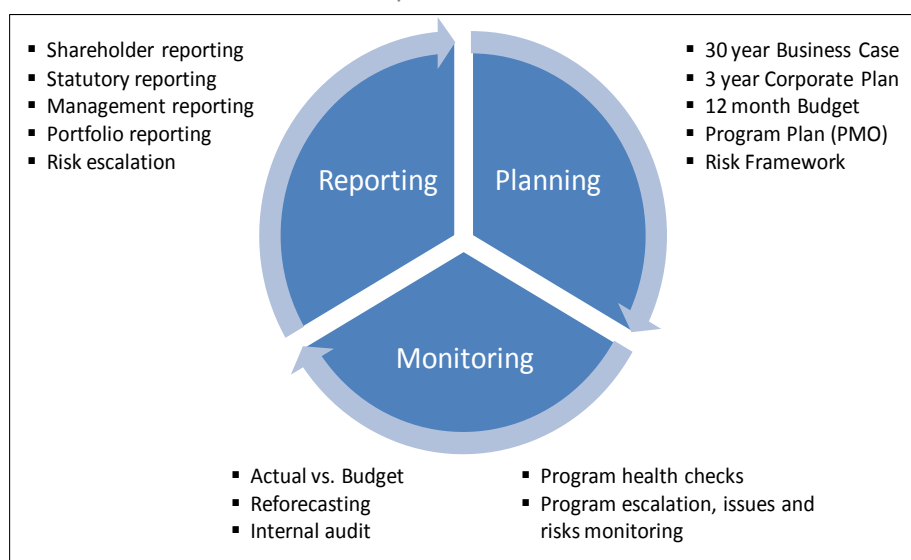 Shareholder reporting
Statutory reporting
Management reporting
Portfolio reporting
Risk escalation
30 year Business Case
3 year Corporate Plan
12 month Budget
Program Plan (PMO)
Risk Framework
Reporting
Planning
Monitoring
Actual vs. Budget
Reforecasting
Internal audit
Program health checks
Program escalation, issues and
risks monitoring